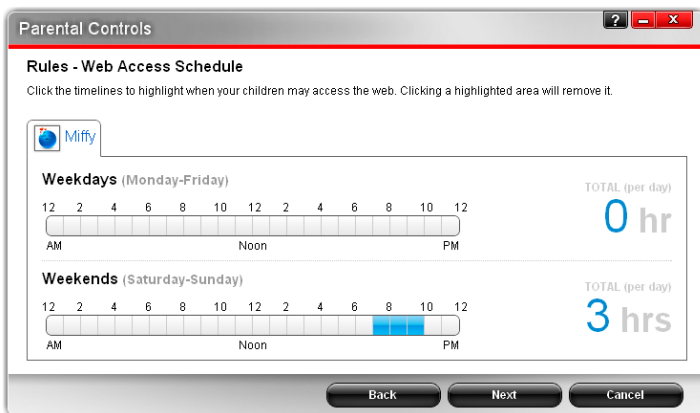 Parental Controls
? X
Rules - Web Access Schedule
Click the timelines to highlight when your children may access the web. Clicking a highlighted area will remove it.
Miffy
Weekdays (Monday-Friday)
TOTAL (per day)
12 2 4 6 8 10 12 2 4 6 8 10 12
0 hr
AM Noon PM
Weekends (Saturday-Sunday)
TOTAL (per day)
12 2 4 6 8 10 12 2 4 6 8 10 12
3 hrs
AM Noon PM
Back Next Cancel